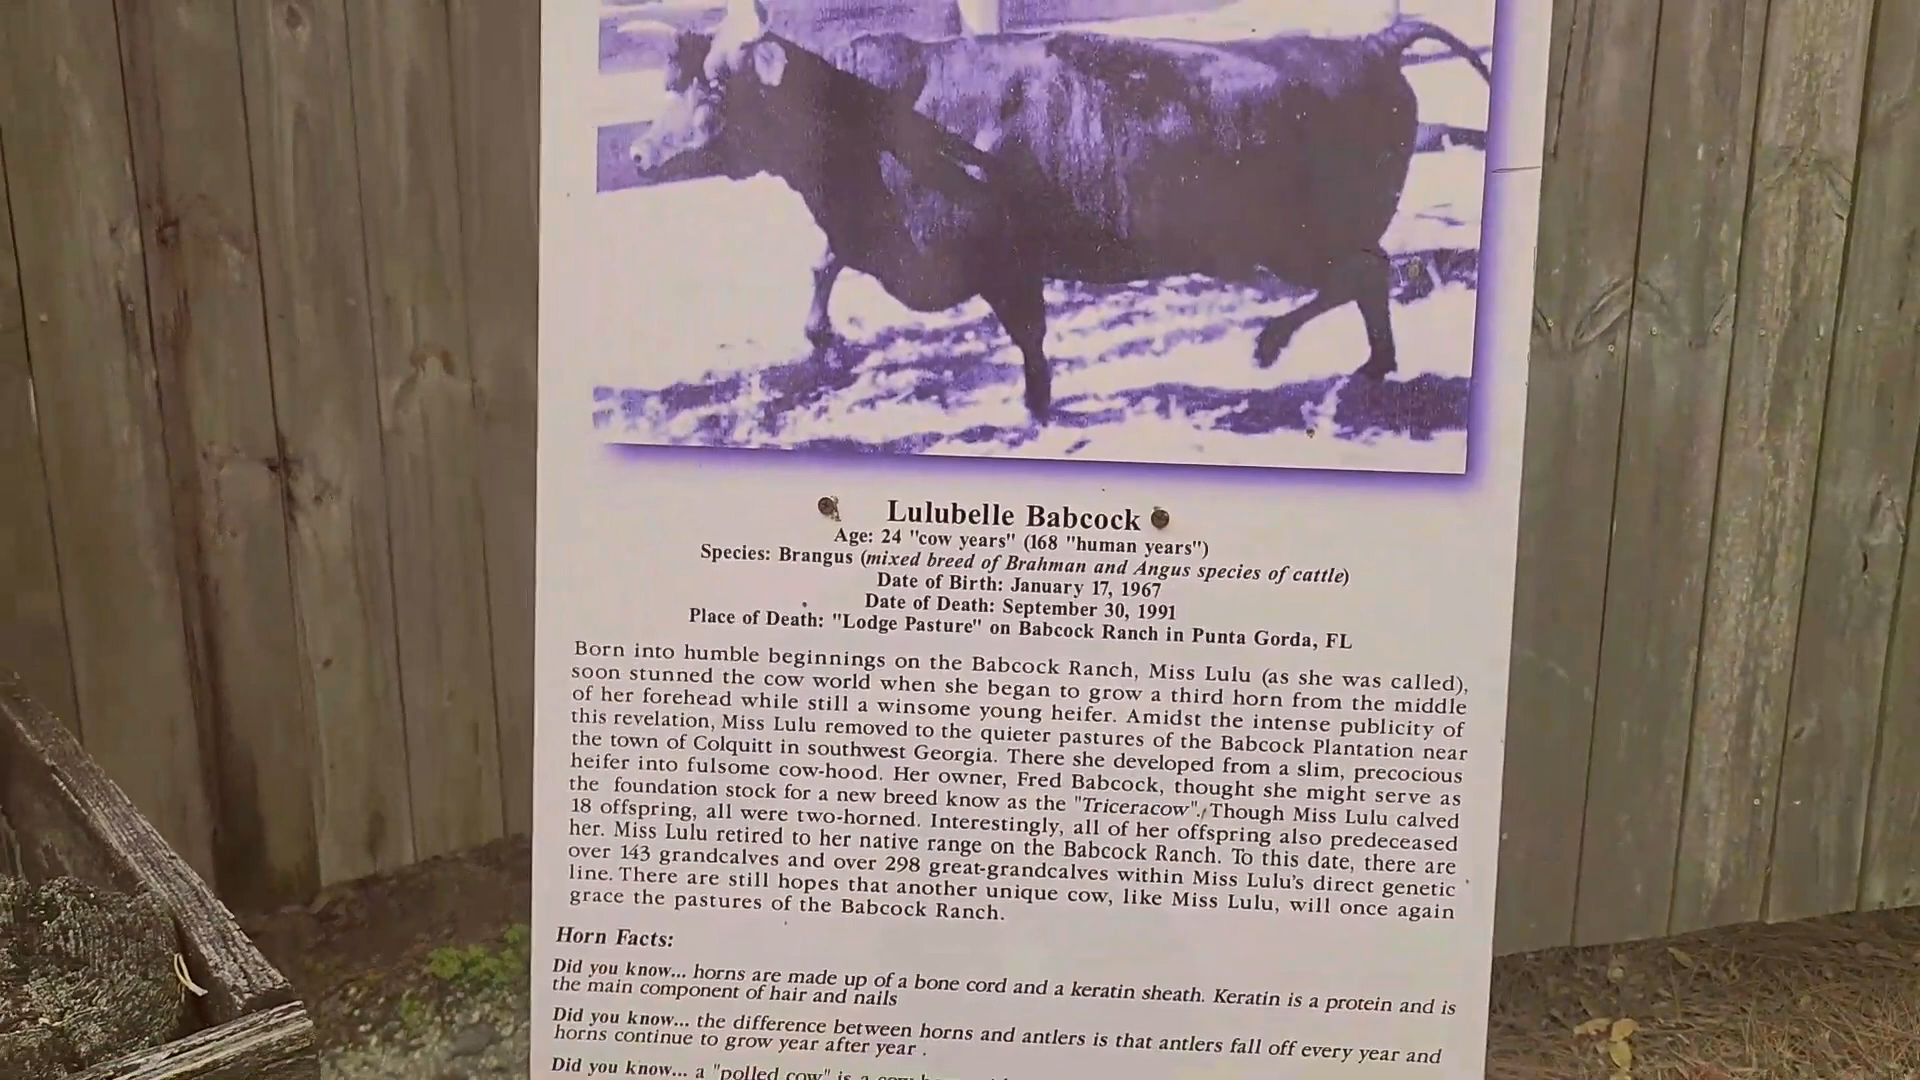 Lulubelle Babcock
Age: 24 "cow years" (168 "human years")
Species: Brangus (mixed breed of Brahman and Angus species of cattle)
Date of Birth: January 17, 1967
Date of Death: September 30, 1991
Place of Death: "Lodge Pasture" on Babcock Ranch in Punta Gorda, FL
Born into humble beginnings on the Babcock Ranch, Miss Lulu (as she was called),
soon stunned the cow world when she began to grow a third horn from the middle
of her forehead while still a winsome young heifer. Amidst the intense publicity of
this revelation, Miss Lulu removed to the quieter pastures of the Babcock Plantation near
the town of Colquitt in southwest Georgia. There she developed from a slim, precocious
heifer into fulsome cow-hood. Her owner, Fred Babcock, thought she might serve as
the foundation stock for a new breed know as the "Triceracow". Though Miss Lulu calved
18 offspring, all were two-horned. Interestingly, all of her offspring also predeceased
her. Miss Lulu retired to her native range on the Babcock Ranch. To this date, there are
over 143 grandcalves and over 298 great-grandcalves within Miss Lulu's direct genetic
line. There are still hopes that another unique cow, like Miss Lulu, will once again
grace the pastures of the Babcock Ranch.
Horn Facts:
Did you know... horns are made up of a bone cord and a keratin sheath. Keratin is a protein and is
the main component of hair and nails
Did you know... the difference between horns and antlers is that antlers fall off every year and
horns continue to grow year after year .
Did you know... a "polled cow" is a cow